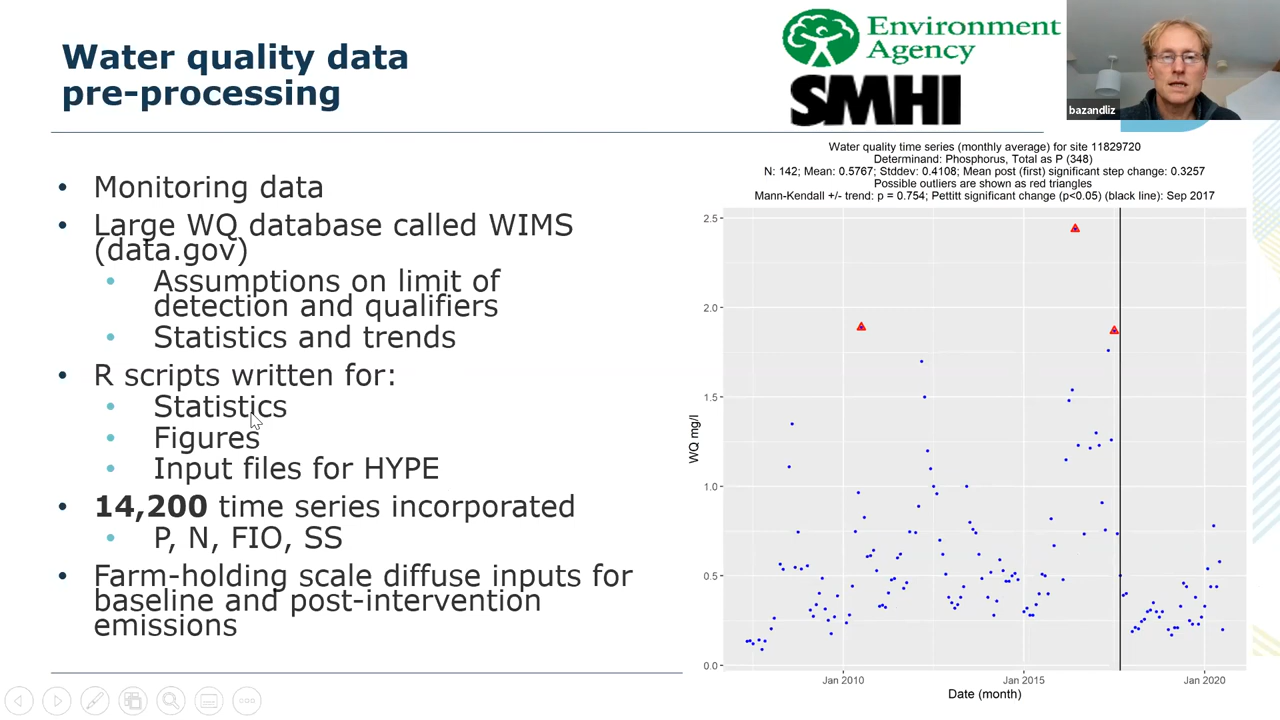 Water quality data
pre-processing
Environment
Agency
SMHI
bazandliz
• Monitoring data
• Large WQ database called WIMS
(data.gov)
• Assumptions on limit of
detection and qualifiers
• Statistics and trends
• R scripts written for:
• Statistics
• Figures
• Input files for HYPE
• 14,200 time series incorporated
• P, N, FIO, SS
• Farm-holding scale diffuse inputs for
baseline and post-intervention
emissions
Water quality time series (monthly average) for site 11829720
Determinand: Phosphorus, Total as P (348)
N: 142; Mean: 0.5767; Stddev: 0.4108; Mean post (first) significant step change: 0.3257
Possible outliers are shown as red triangles
Mann-Kendall +/- trend: p = 0.754; Pettitt significant change (p<0.05) (black line): Sep 2017
2.5
2.0
1.5
1.0
0.5
0.0
WQ mg/l
Jan 2010
Jan 2015
Jan 2020
Date (month)